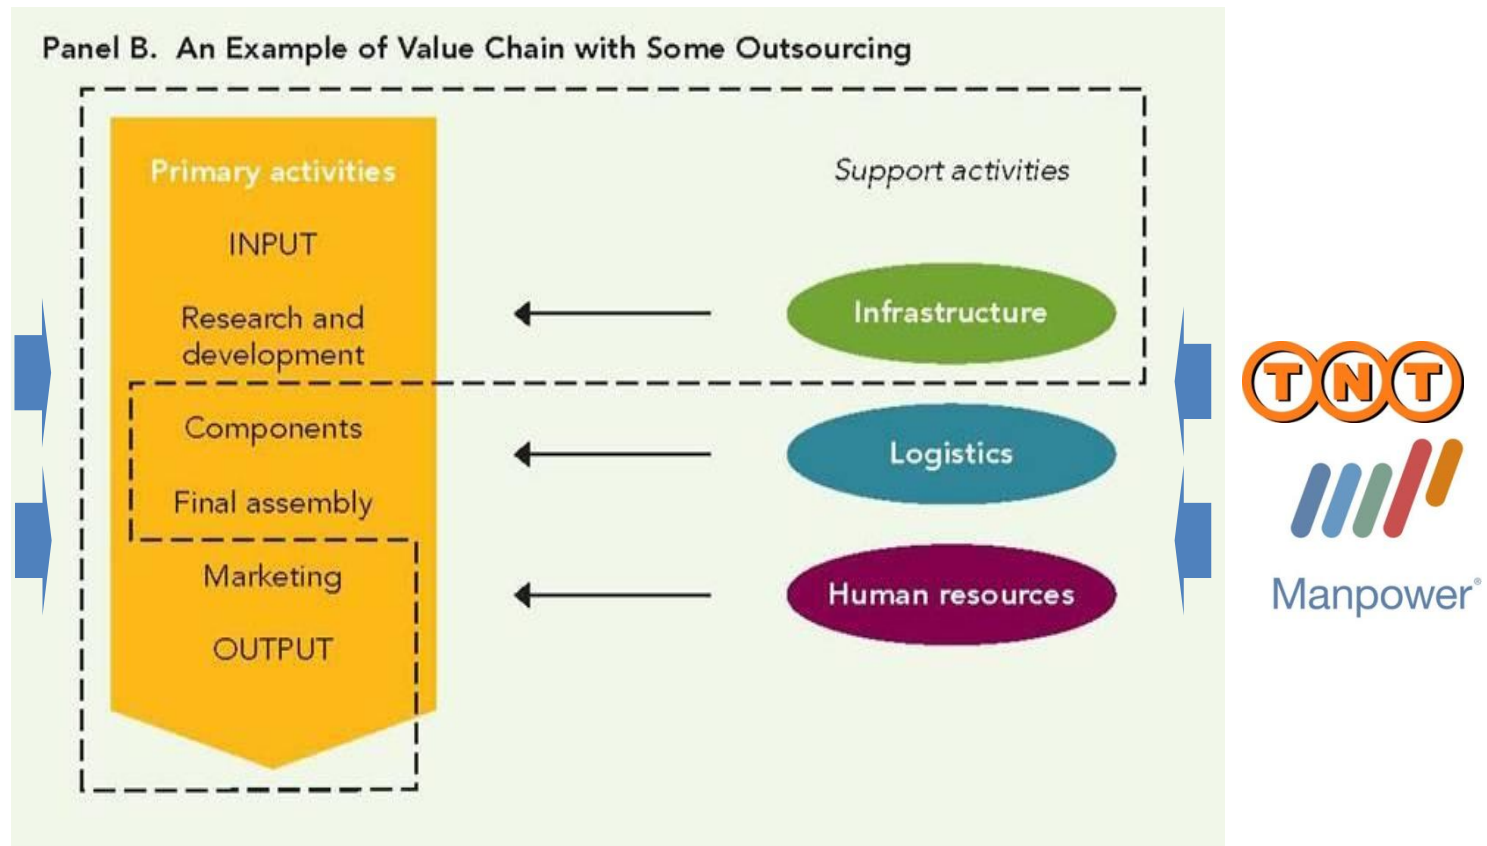 Panel B. An Example of Value Chain with Some Outsourcing
Primary activities
Support activities
INPUT
Research and
development
Infrastructure
Components
Logistics
Final assembly
Marketing
Human resources
OUTPUT
TNT
Manpower®